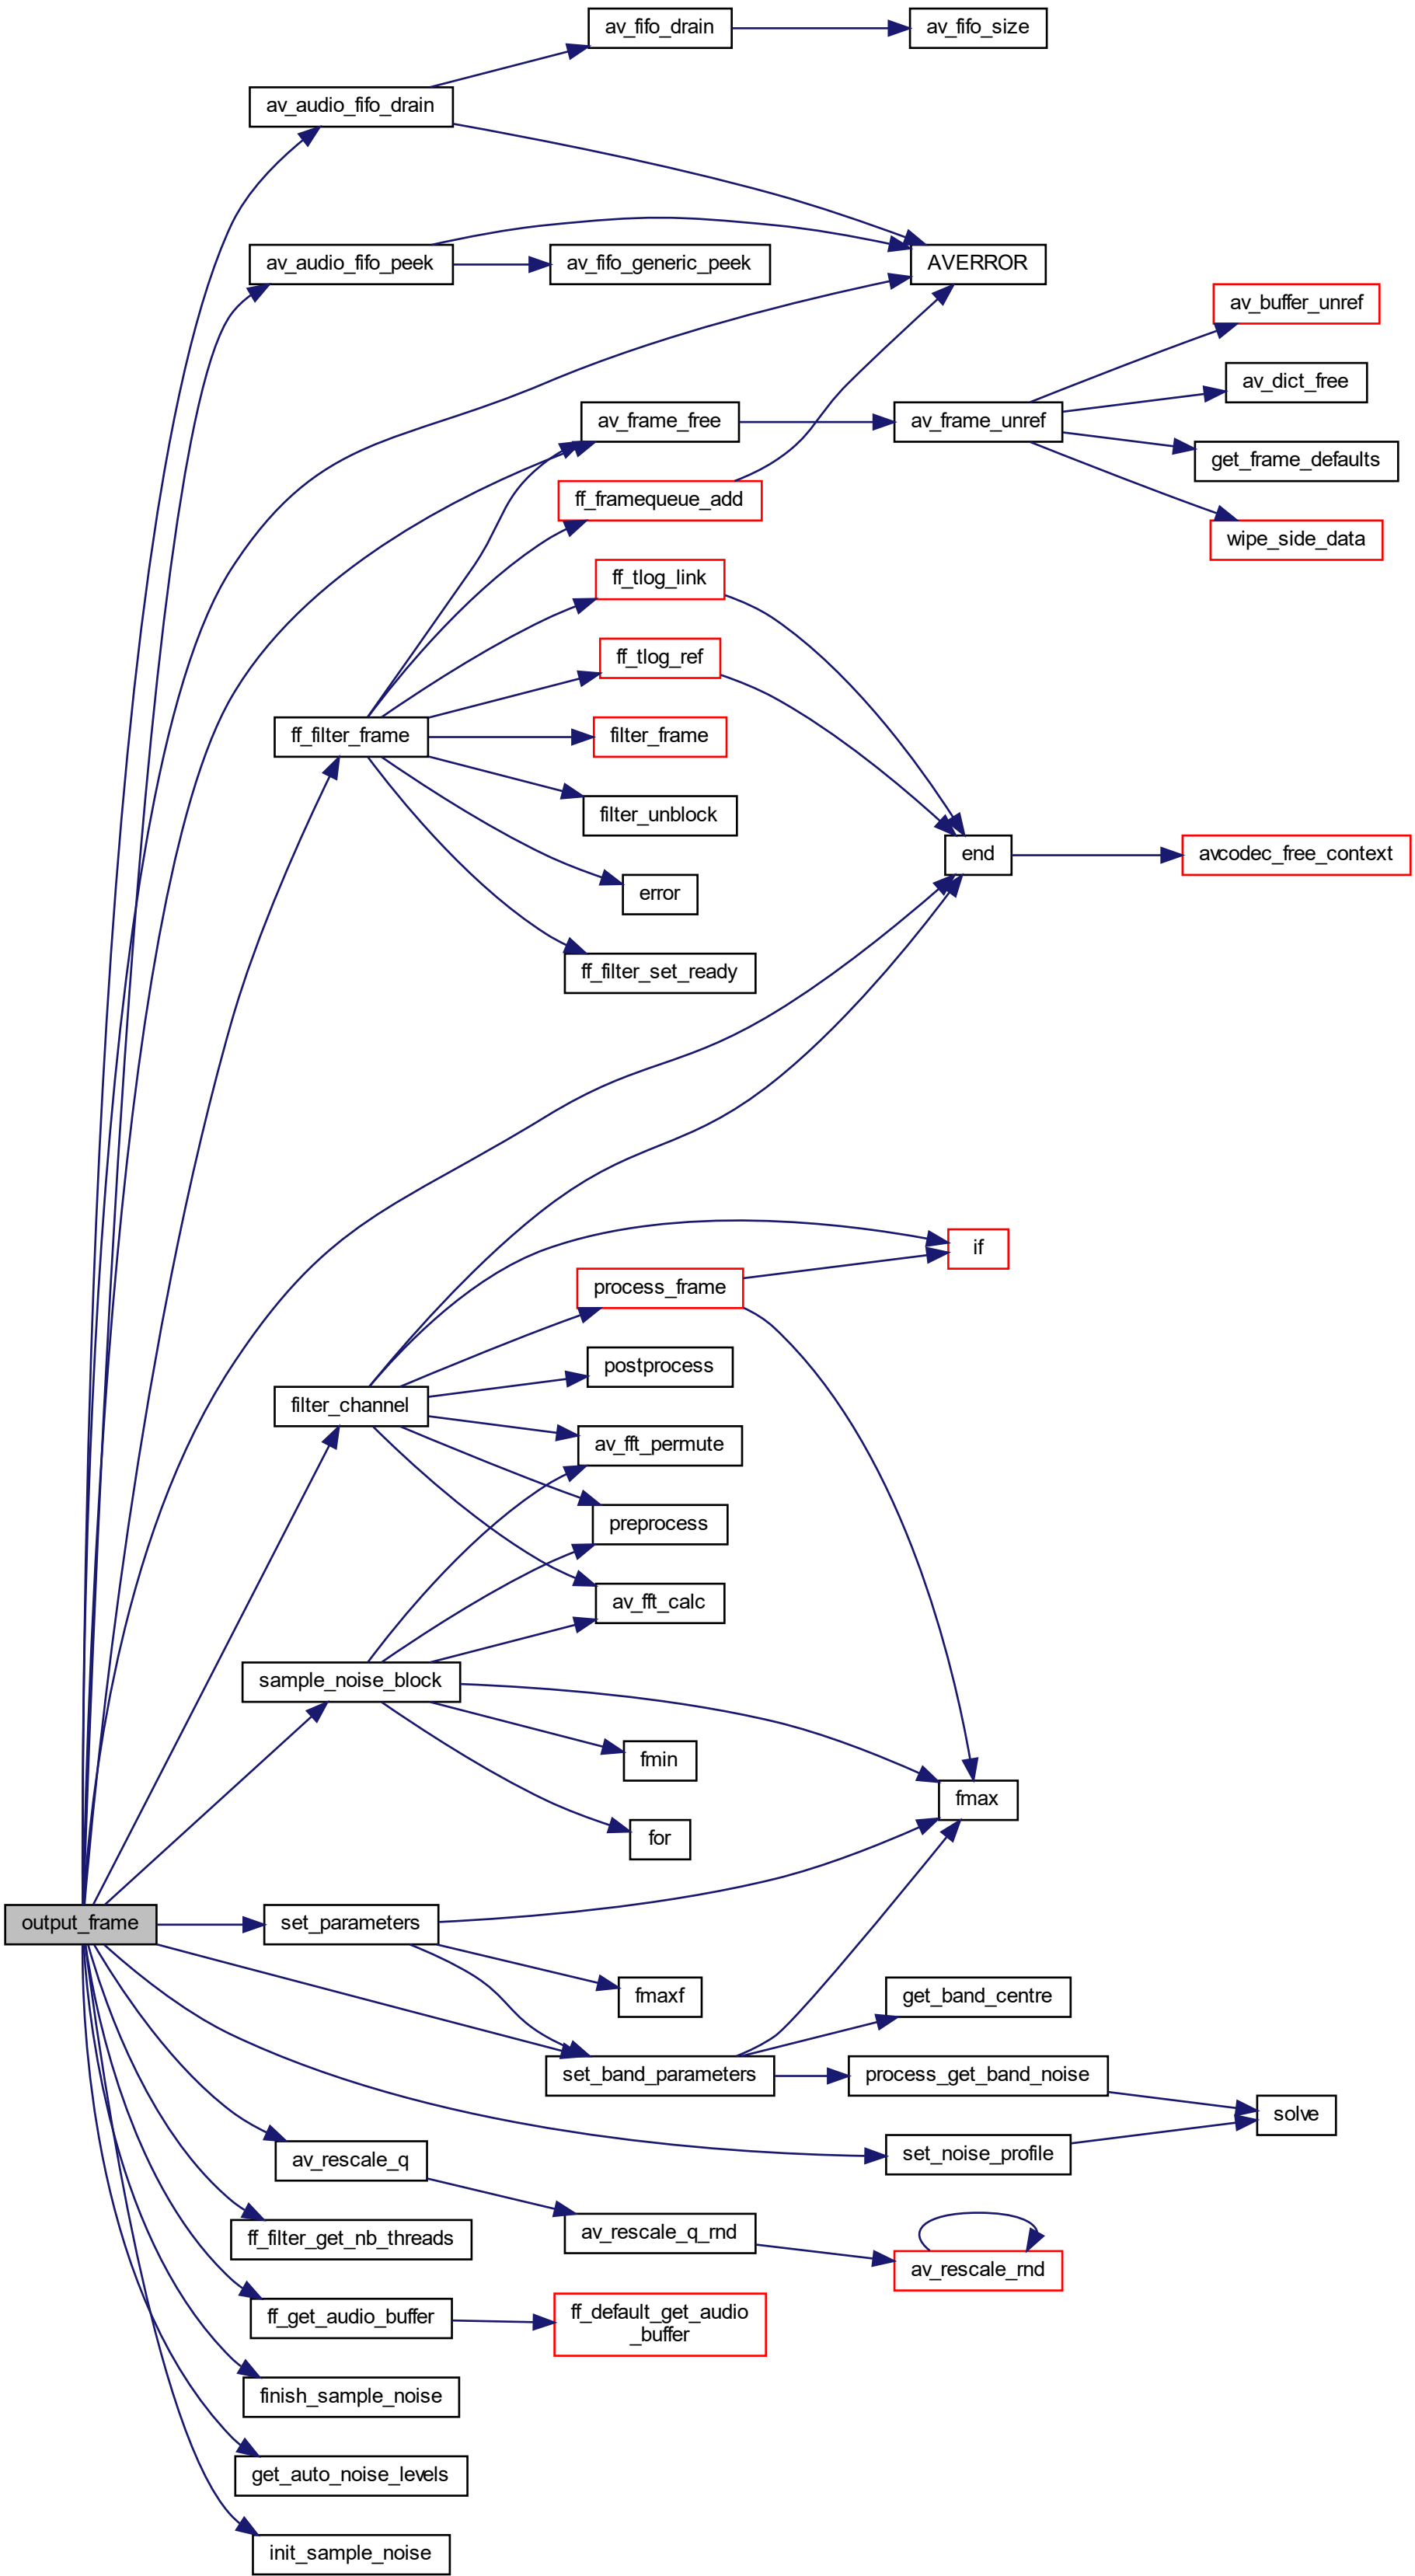 av_fifo_drain
av_fifo_size
av_audio_fifo_drain
av_audio_fifo_peek
av_fifo_generic_peek
AVERROR
av_buffer_unref
av_dict_free
av_frame_free
av_frame_unref
get_frame_defaults
ff_framequeue_add
wipe_side_data
ff_tlog_link
ff_tlog_ref
ff_filter_frame
filter_frame
filter_unblock
end
avcodec_free_context
error
ff_filter_set_ready
if
process_frame
postprocess
filter_channel
av_fft_permute
preprocess
av_fft_calc
sample_noise_block
fmin
fmax
for
output_frame
set_parameters
fmaxf
get_band_centre
set_band_parameters
process_get_band_noise
solve
set_noise_profile
av_rescale_q
av_rescale_q_rnd
ff_filter_get_nb_threads
av_rescale_rnd
ff_get_audio_buffer
ff_default_get_audio
_buffer
finish_sample_noise
get_auto_noise_levels
init_sample_noise